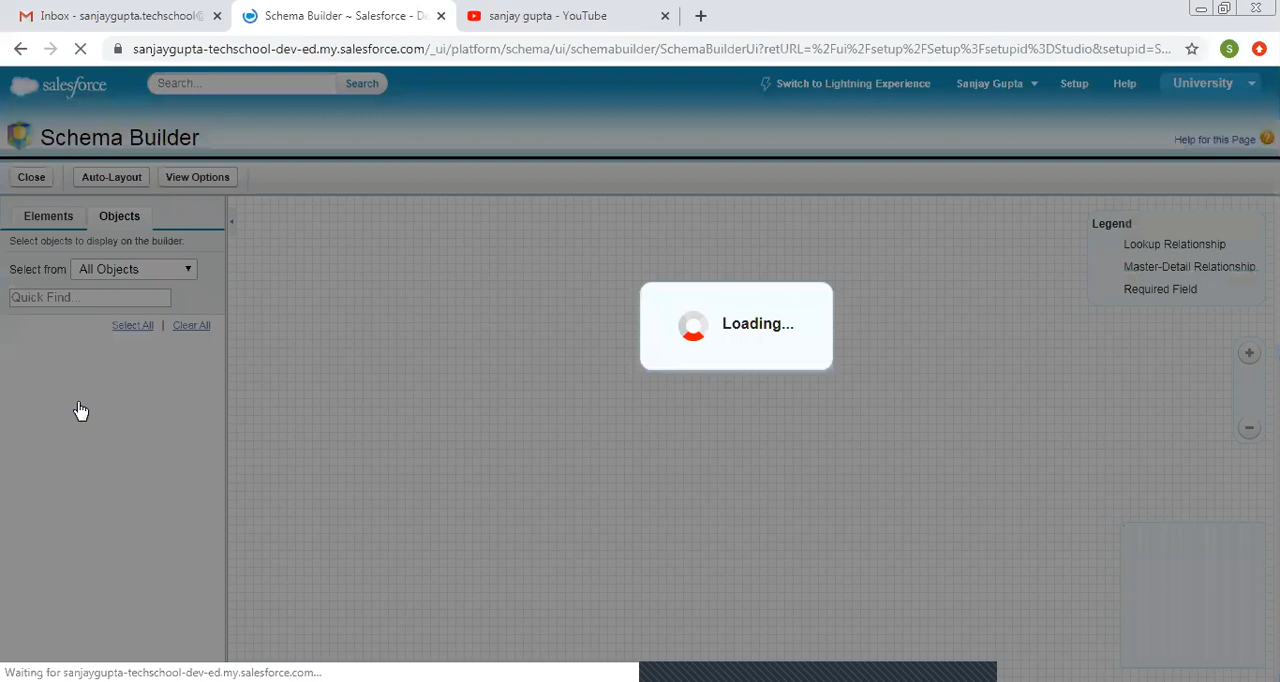 Inbox - sanjaygupta.techschool@
Schema Builder ~ Salesforce - De
sanjay gupta - YouTube
sanjaygupta-techschool-dev-ed.my.salesforce.com/_ui/platform/schema/ui/schemabuilder/SchemaBuilderUi?retURL=%2Fui%2Fsetup%2FSetup%3Fsetupid%3DStudio&setupid=S...
S
salesforce
Search...
Search
Switch to Lightning Experience
Sanjay Gupta
Setup
Help
University
Schema Builder
Help for this Page
Close
Auto-Layout
View Options
Elements
Objects
Select objects to display on the builder.
Select from
All Objects
Quick Find...
Select All | Clear All
Legend
Lookup Relationship
Master-Detail Relationship
Required Field
Loading...
Waiting for sanjaygupta-techschool-dev-ed.my.salesforce.com...